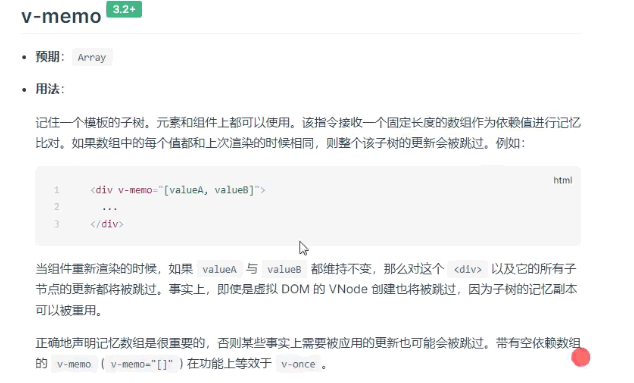 v-memo 3.2+
预期： Array
用法：
记住一个模板的子树。元素和组件上都可以使用。该指令接收一个固定长度的数组作为依赖值进行记忆
比对。如果数组中的每个值都和上次渲染的时候相同，则整个该子树的更新会被跳过。例如：
html
1 <div v-memo="[valueA, valueB]">
2 ...
3 </div>
当组件重新渲染的时候，如果 valueA 与 valueB 都维持不变，那么对这个 <div> 以及它的所有子
节点的更新都将被跳过。事实上，即使是虚拟 DOM 的 VNode 创建也将被跳过，因为子树的记忆副本
可以被重用。
正确地声明记忆数组是很重要的，否则某些事实上需要被应用的更新也可能会被跳过。带有空依赖数组
的 v-memo ( v-memo="[]" ) 在功能上等效于 v-once 。